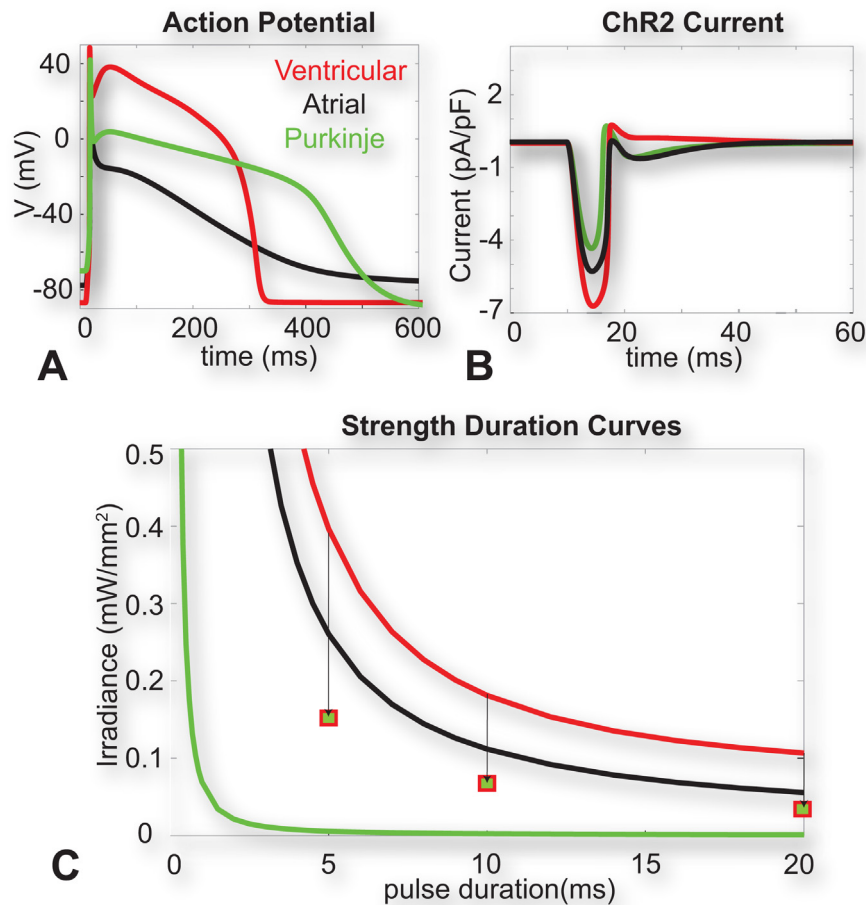 Action Potential
40
0
-40
-80
V (mV)
Ventricular
Atrial
Purkinje
0
200
400
600
time (ms)
A
ChR2 Current
2
-1
-4
-7
Current (pA/pF)
0
20
40
60
time (ms)
B
Strength Duration Curves
0.5
0.4
0.3
0.2
0.1
0
Irradiance (mW/mm²)
0
5
10
15
20
pulse duration(ms)
C